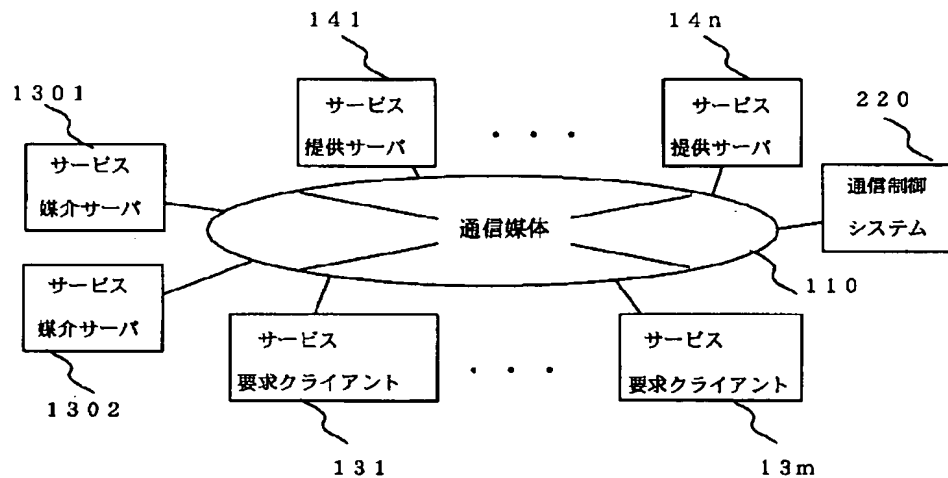 141
14n
1301
220
サービス
提供サーバ
・・・
サービス
提供サーバ
サービス
媒介サーバ
通信制御
システム
通信媒体
サービス
媒介サーバ
110
サービス
要求クライアント
・・・
サービス
要求クライアント
1302
131
13m